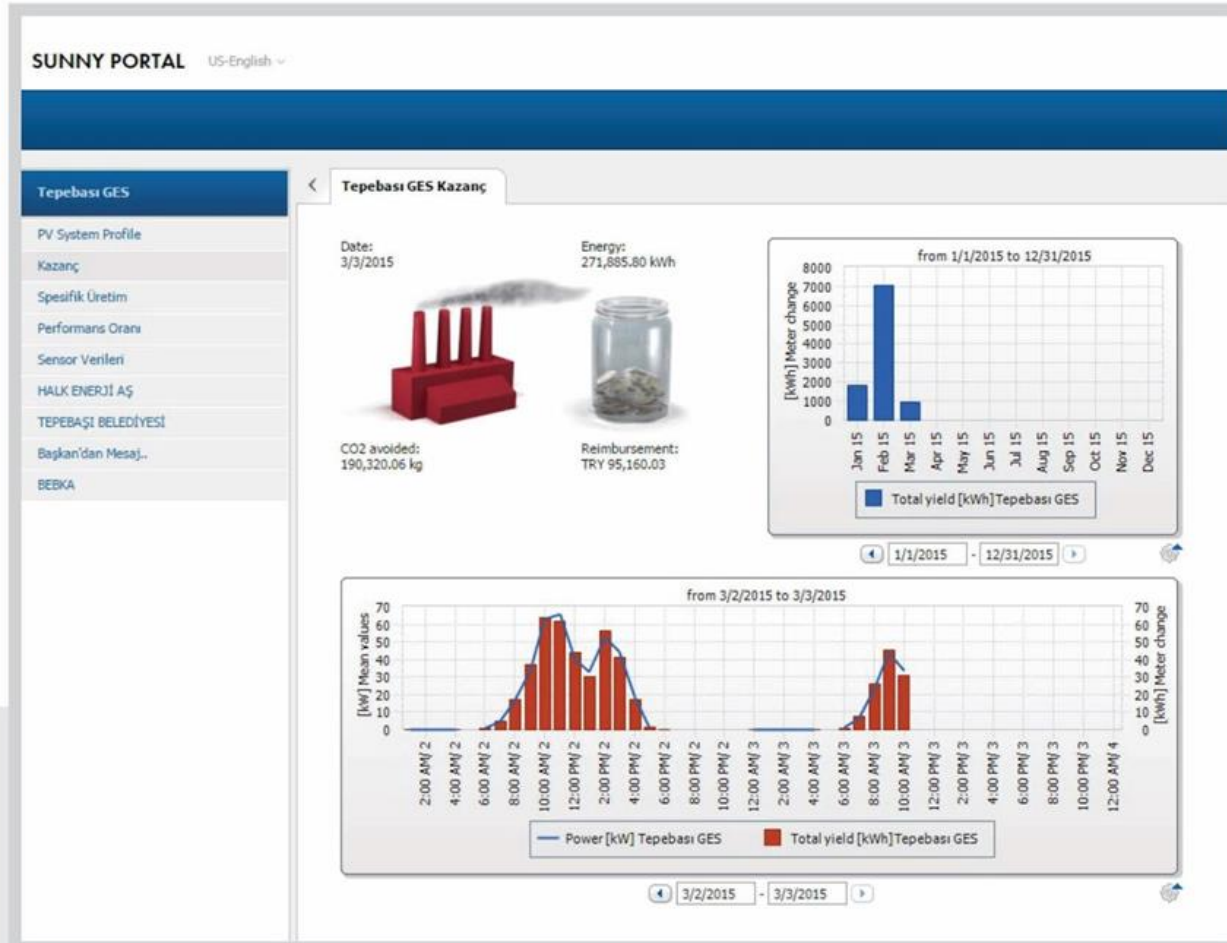 SUNNY PORTAL US-English
Tepebası GES
PV System Profile
Kazanç
Spesifik Üretim
Performans Oranı
Sensor Verileri
HALK ENERJİ AŞ
TEPEBAŞI BELEDİYESİ
Başkan'dan Mesaj..
BEBKA
Tepebası GES Kazanç
Date:
3/3/2015
Energy:
271,885.80 kWh
CO2 avoided:
190,320.06 kg
Reimbursement:
TRY 95,160.03
from 1/1/2015 to 12/31/2015
[kWh] Meter change
8000
7000
6000
5000
4000
3000
2000
1000
0
Jan 15
Feb 15
Mar 15
Apr 15
May 15
Jun 15
Jul 15
Aug 15
Sep 15
Oct 15
Nov 15
Dec 15
Total yield [kWh]Tepebası GES
1/1/2015 - 12/31/2015
from 3/2/2015 to 3/3/2015
[kW] Mean values
70
60
50
40
30
20
10
0
70
60
50
40
30
20
10
0
[kWh] Meter change
2:00 AM/ 2
4:00 AM/ 2
6:00 AM/ 2
8:00 AM/ 2
10:00 AM/ 2
12:00 PM/ 2
2:00 PM/ 2
4:00 PM/ 2
6:00 PM/ 2
8:00 PM/ 2
10:00 PM/ 2
12:00 AM/ 3
2:00 AM/ 3
4:00 AM/ 3
6:00 AM/ 3
8:00 AM/ 3
10:00 AM/ 3
12:00 PM/ 3
2:00 PM/ 3
4:00 PM/ 3
6:00 PM/ 3
8:00 PM/ 3
10:00 PM/ 3
12:00 AM/ 4
Power [kW] Tepebası GES
Total yield [kWh]Tepebası GES
3/2/2015 - 3/3/2015